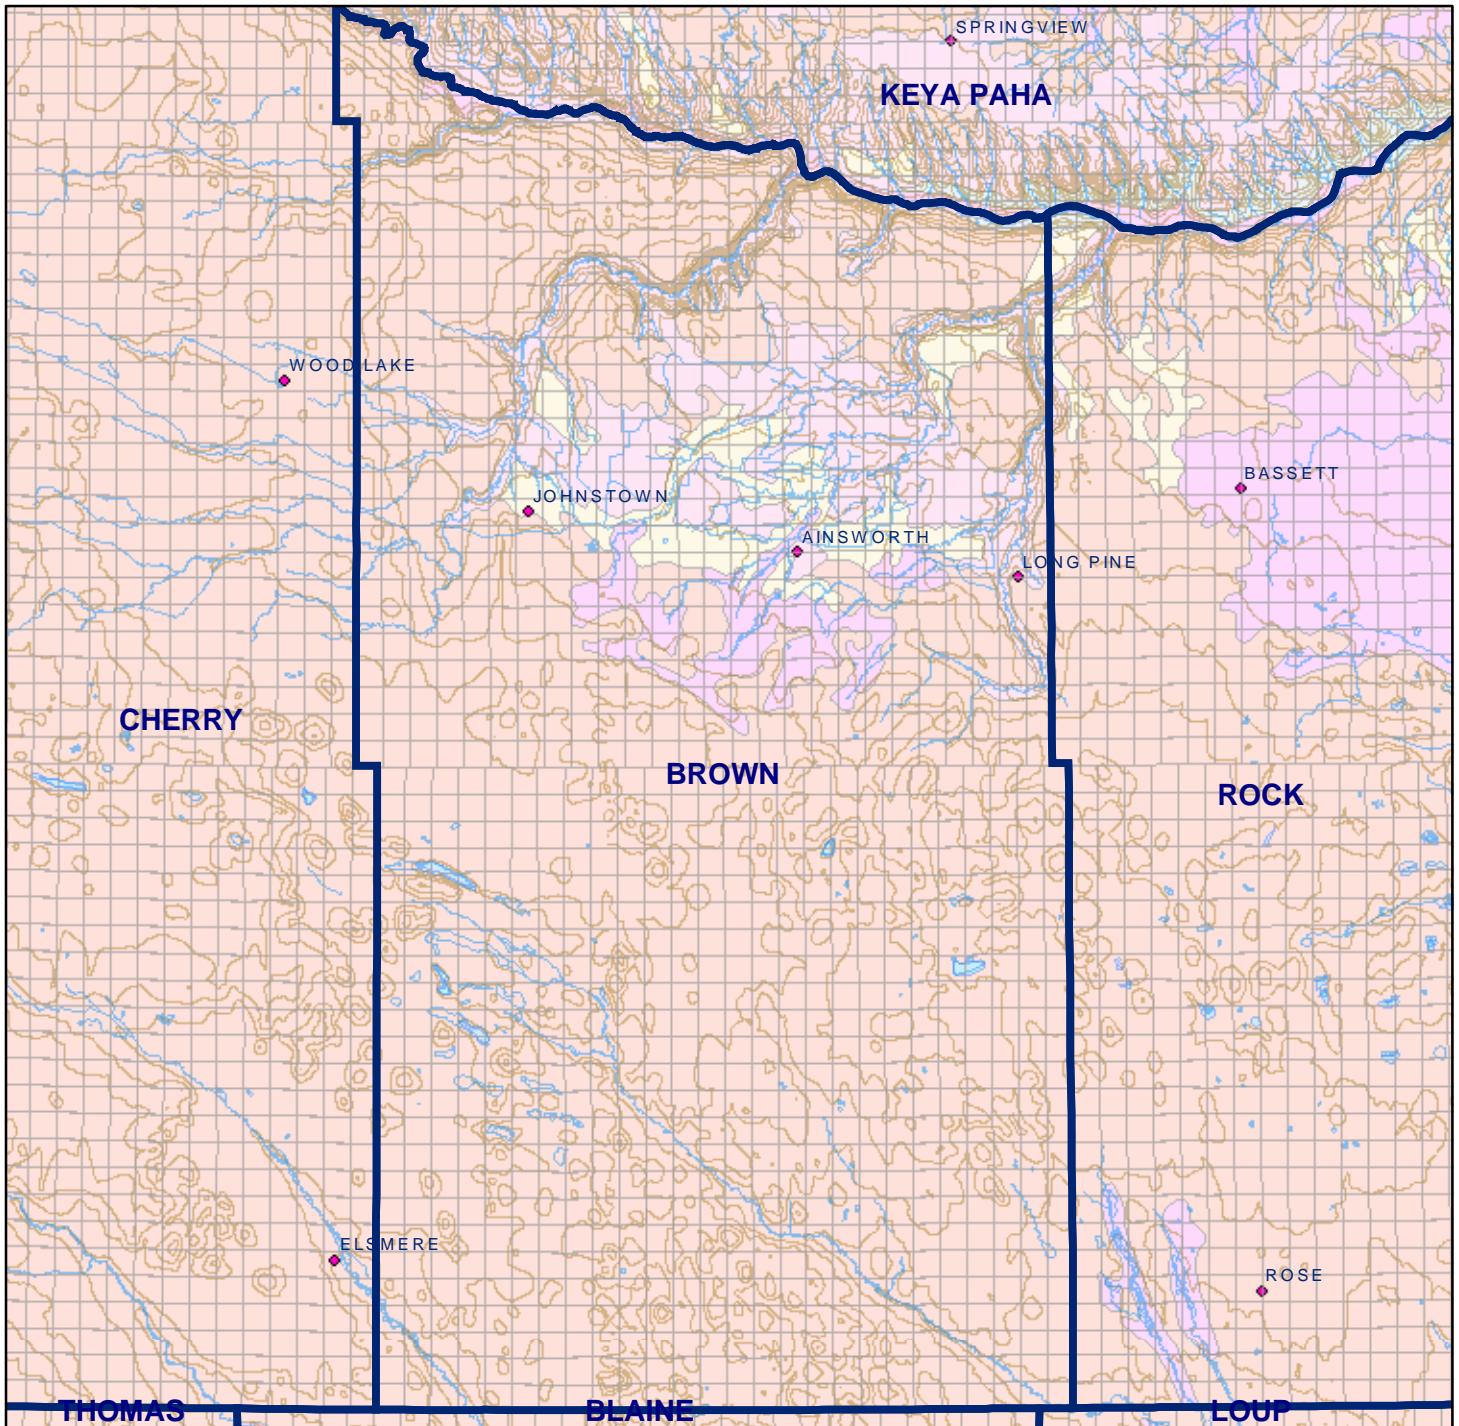 SPRINGVIEW
KEYA PAHA
WOOD LAKE
BASSETT
JOHNSTOWN
AINSWORTH
LONG PINE
CHERRY
BROWN
ROCK
ELSMERE
ROSE
THOMAS
BLAINE
LOUP